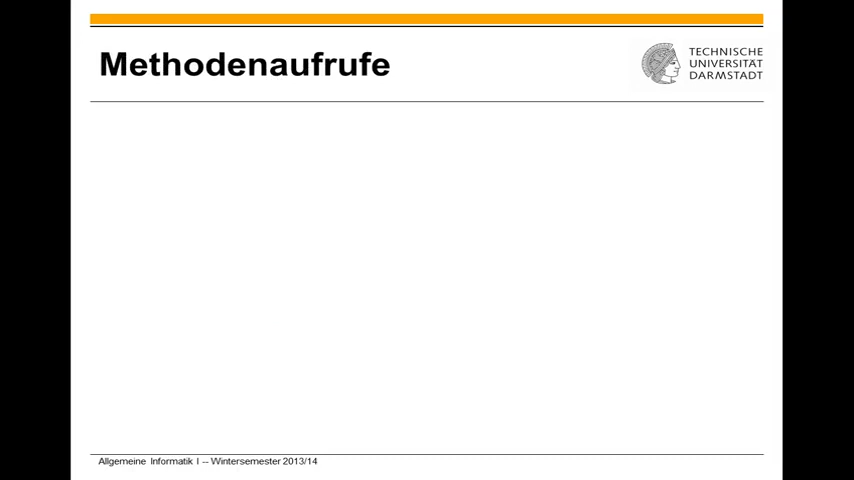 Methodenaufrufe
TECHNISCHE
UNIVERSITÄT
DARMSTADT
Allgemeine Informatik I -- Wintersemester 2013/14